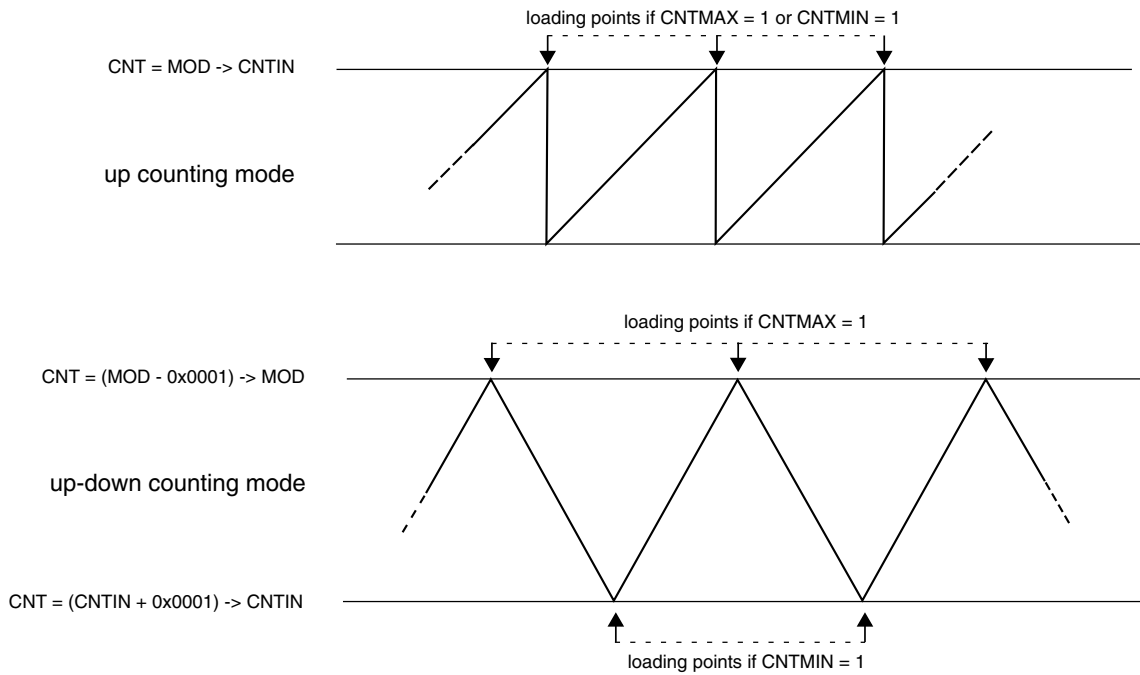 loading points if CNTMAX = 1 or CNTMIN = 1
CNT = MOD -> CNTIN
up counting mode
loading points if CNTMAX = 1
CNT = (MOD - 0x0001) -> MOD
up-down counting mode
CNT = (CNTIN + 0x0001) -> CNTIN
loading points if CNTMIN = 1